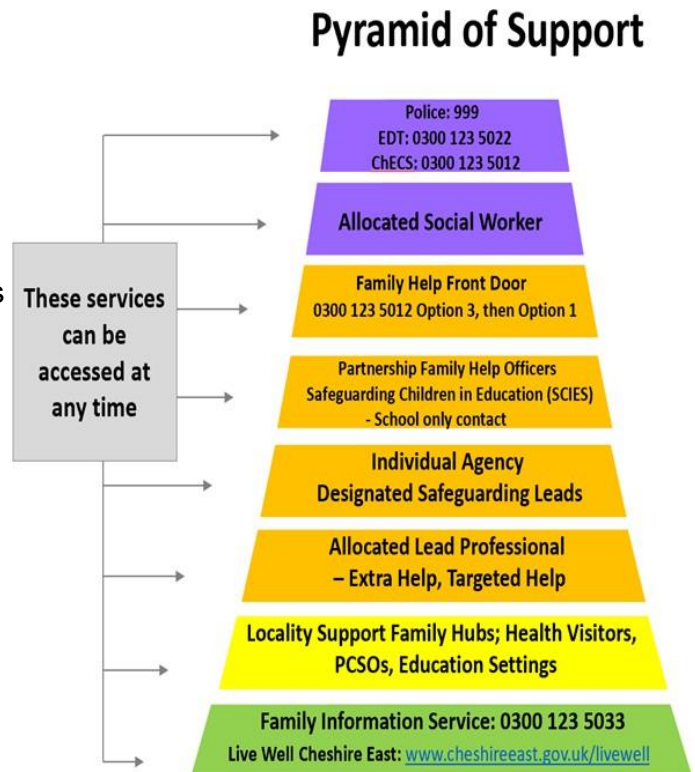 Pyramid of Support
s
These services
can be
accessed at
any time
Police: 999
EDT: 0300 123 5022
ChECS: 0300 123 5012
Allocated Social Worker
Family Help Front Door
0300 123 5012 Option 3, then Option 1
Partnership Family Help Officers
Safeguarding Children in Education (SCIES)
- School only contact
Individual Agency
Designated Safeguarding Leads
Allocated Lead Professional
– Extra Help, Targeted Help
Locality Support Family Hubs; Health Visitors,
PCSOs, Education Settings
Family Information Service: 0300 123 5033
Live Well Cheshire East: www.cheshireeast.gov.uk/livewell